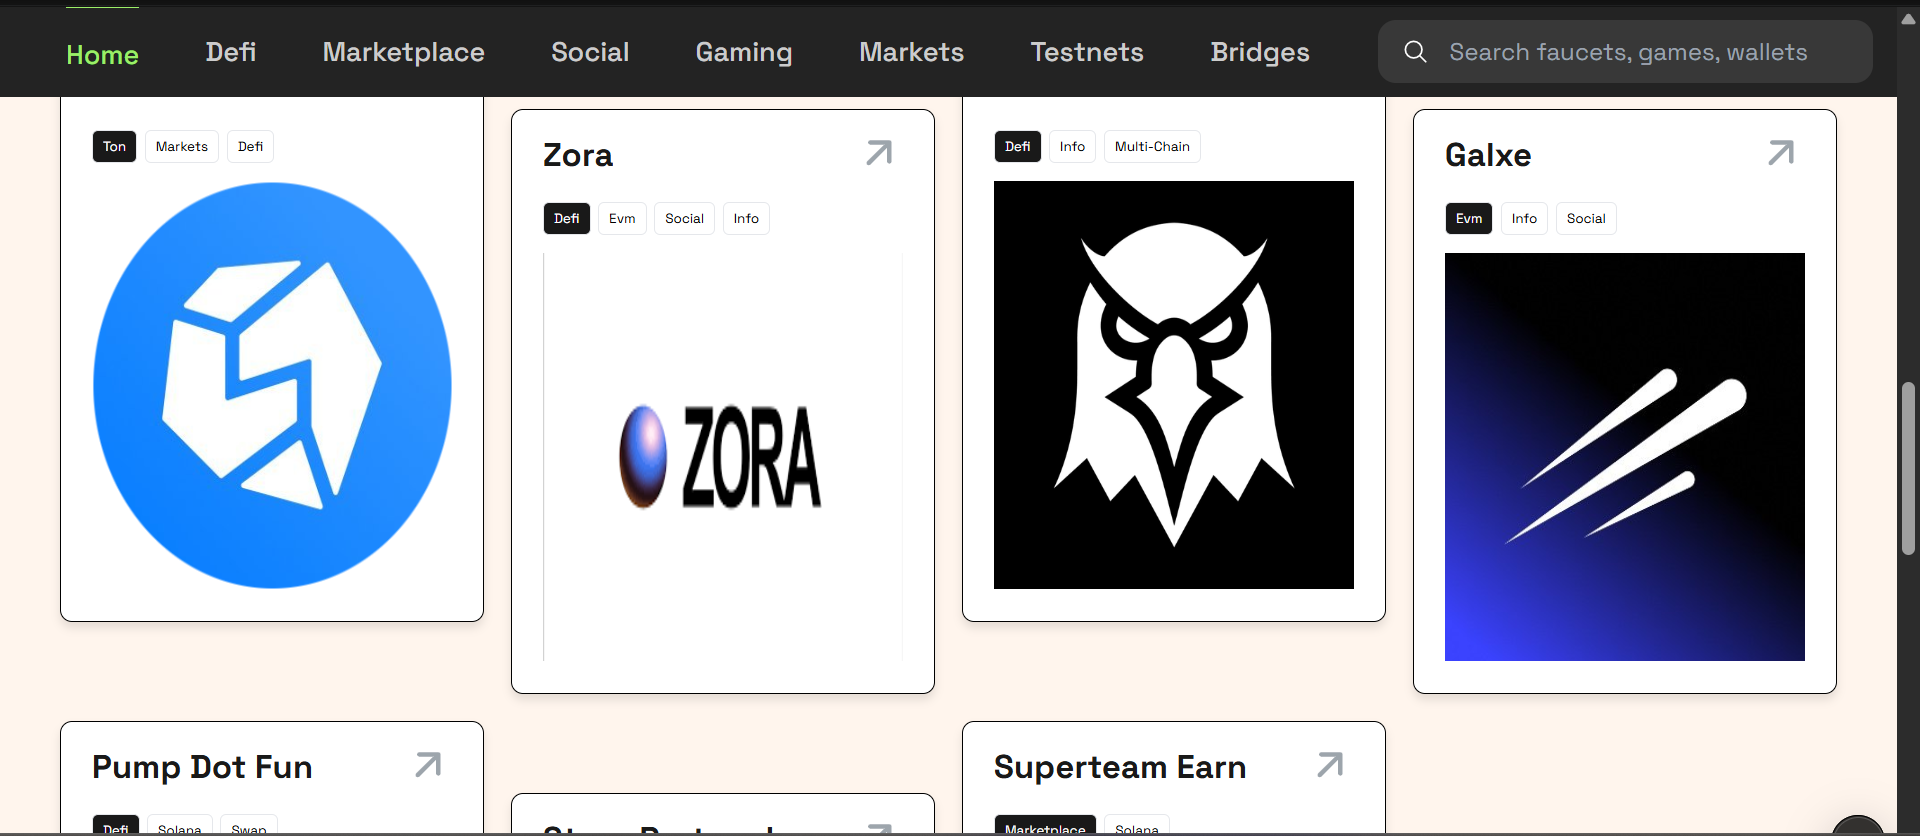 Home Defi Marketplace Social Gaming Markets Testnets Bridges Search faucets, games, wallets
Ton Markets Defi
Zora
Defi Evm Social Info
ZORA
Defi Info Multi-Chain
Galxe
Evm Info Social
Pump Dot Fun
Defi Solana Swap
Superteam Earn
Marketplace Solana